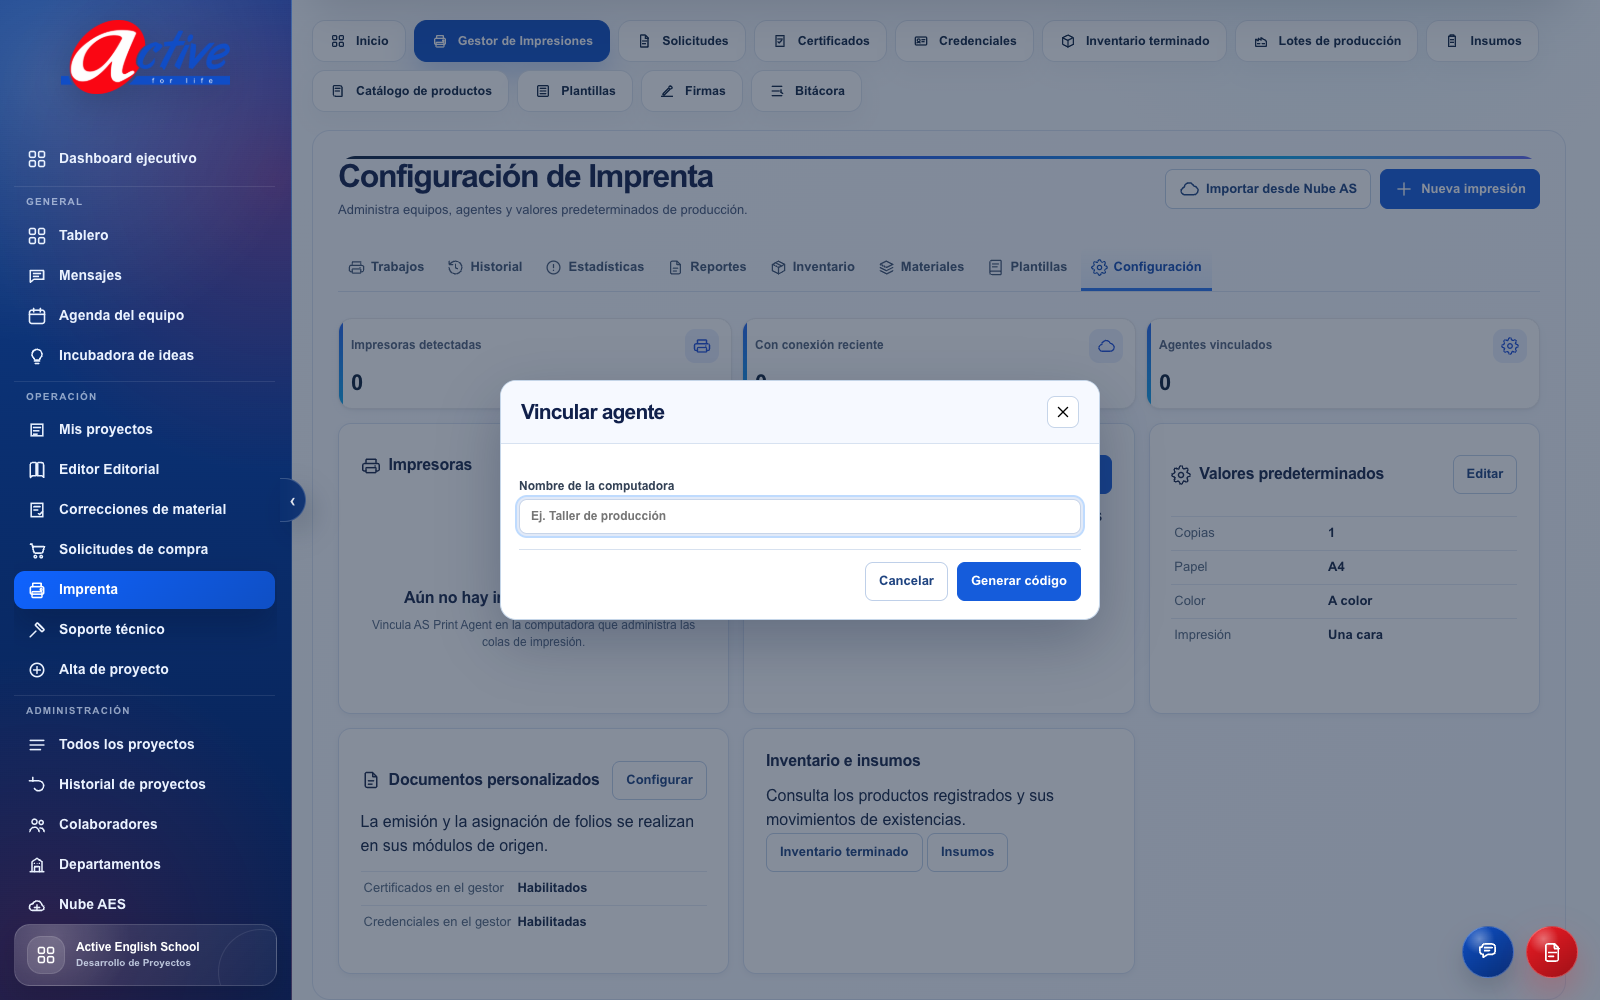 active
for life
Dashboard ejecutivo
GENERAL
Tablero
Mensajes
Agenda del equipo
Incubadora de ideas
OPERACIÓN
Mis proyectos
Editor Editorial
Correcciones de material
Solicitudes de compra
Imprenta
Soporte técnico
Alta de proyecto
ADMINISTRACIÓN
Todos los proyectos
Historial de proyectos
Colaboradores
Departamentos
Nube AES
Active English School
Desarrollo de Proyectos
Inicio
Gestor de Impresiones
Solicitudes
Certificados
Credenciales
Inventario terminado
Lotes de producción
Insumos
Catálogo de productos
Plantillas
Firmas
Bitácora
Configuración de Imprenta
Administra equipos, agentes y valores predeterminados de producción.
Importar desde Nube AS
Nueva impresión
Trabajos
Historial
Estadísticas
Reportes
Inventario
Materiales
Plantillas
Configuración
Impresoras detectadas
0
Con conexión reciente
Agentes vinculados
0
Vincular agente
Nombre de la computadora
Ej. Taller de producción
Cancelar
Generar código
Impresoras
Aún no hay
Vincula AS Print Agent en la computadora que administra las
colas de impresión.
Valores predeterminados
Editar
Copias 1
Papel A4
Color A color
Impresión Una cara
Documentos personalizados
Configurar
La emisión y la asignación de folios se realizan
en sus módulos de origen.
Certificados en el gestor Habilitados
Credenciales en el gestor Habilitadas
Inventario e insumos
Consulta los productos registrados y sus
movimientos de existencias.
Inventario terminado
Insumos